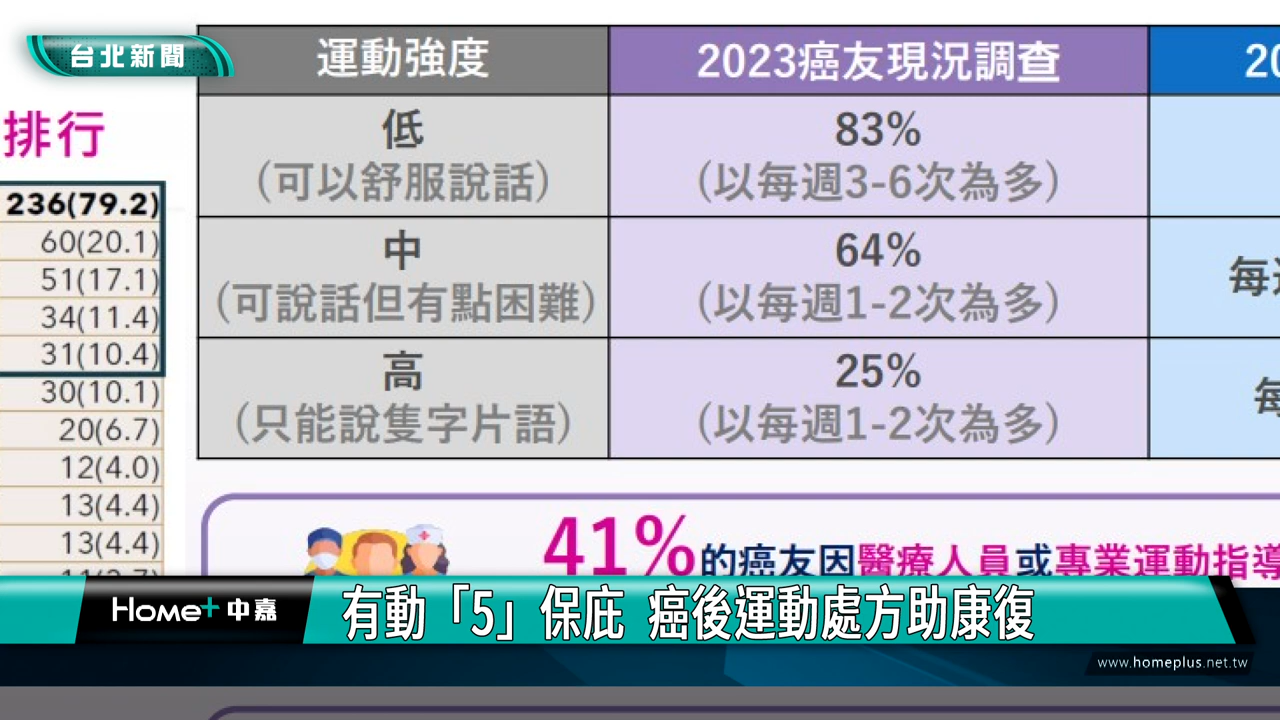 台北新聞
排行
236(79.2)
60(20.1)
51(17.1)
34(11.4)
31(10.4)
30(10.1)
20(6.7)
12(4.0)
13(4.4)
13(4.4)
運動強度
2023癌友現況調查
20
低
(可以舒服說話)
83%
(以每週3-6次為多)
中
(可說話但有點困難)
64%
(以每週1-2次為多)
每
高
(只能說隻字片語)
25%
(以每週1-2次為多)
每
41%的癌友因醫療人員或專業運動指導
Home+中嘉
有動「5」保庇 癌後運動處方助康復
www.homeplus.net.tw